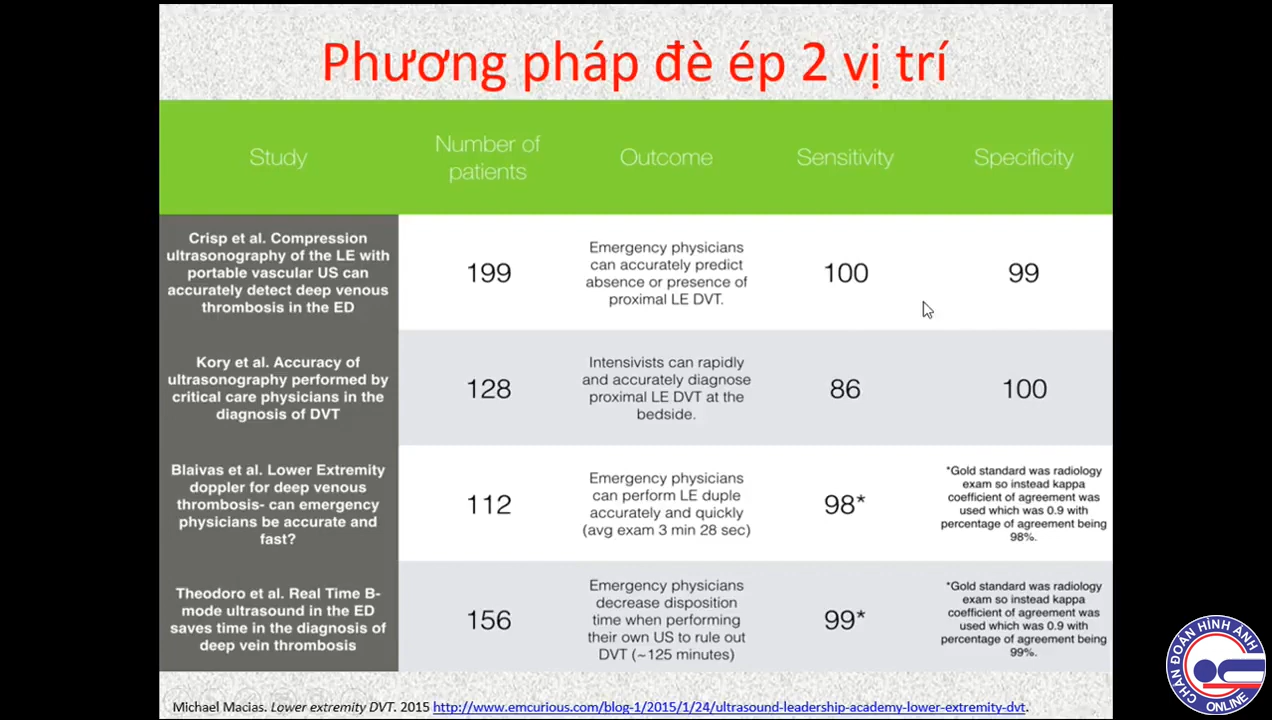 Phương pháp đè ép 2 vị trí
Study
Number of
patients
Outcome
Sensitivity
Specificity
Crisp et al. Compression
ultrasonography of the LE with
portable vascular US can
accurately detect deep venous
thrombosis in the ED
199
Emergency physicians
can accurately predict
absence or presence of
proximal LE DVT.
100
99
Kory et al. Accuracy of
ultrasonography performed by
critical care physicians in the
diagnosis of DVT
128
Intensivists can rapidly
and accurately diagnose
proximal LE DVT at the
bedside.
86
100
Blaivas et al. Lower Extremity
doppler for deep venous
thrombosis- can emergency
physicians be accurate and
fast?
112
Emergency physicians
can perform LE duple
accurately and quickly
(avg exam 3 min 28 sec)
98*
*Gold standard was radiology
exam so instead kappa
coefficient of agreement was
used which was 0.9 with
percentage of agreement being
98%.
Theodoro et al. Real Time B-
mode ultrasound in the ED
saves time in the diagnosis of
deep vein thrombosis
156
Emergency physicians
decrease disposition
time when performing
their own US to rule out
DVT (~125 minutes)
99*
*Gold standard was radiology
exam so instead kappa
coefficient of agreement was
used which was 0.9 with
percentage of agreement being
99%.
Michael Macias. Lower extremity DVT. 2015 http://www.emcurious.com/blog-1/2015/1/24/ultrasound-leadership-academy-lower-extremity-dvt.
CHẨN ĐOÁN HÌNH ẢNH
ONLINE